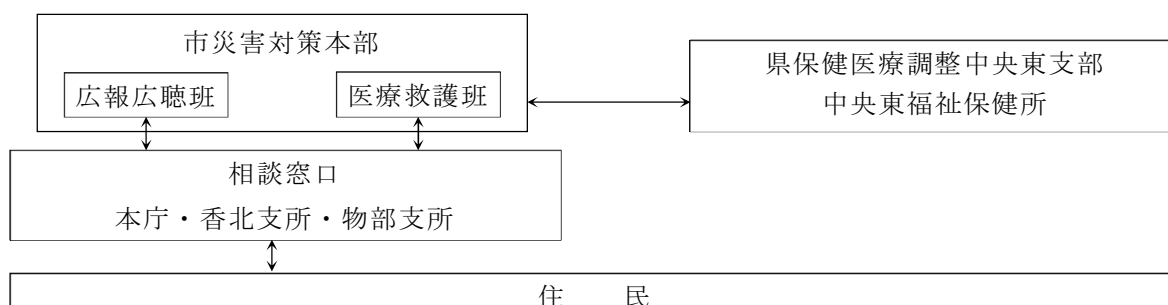 市災害対策本部
広報広聴班
医療救護班
県保健医療調整中央東支部
中央東福祉保健所
相談窓口
本庁・香北支所・物部支所
住　　民